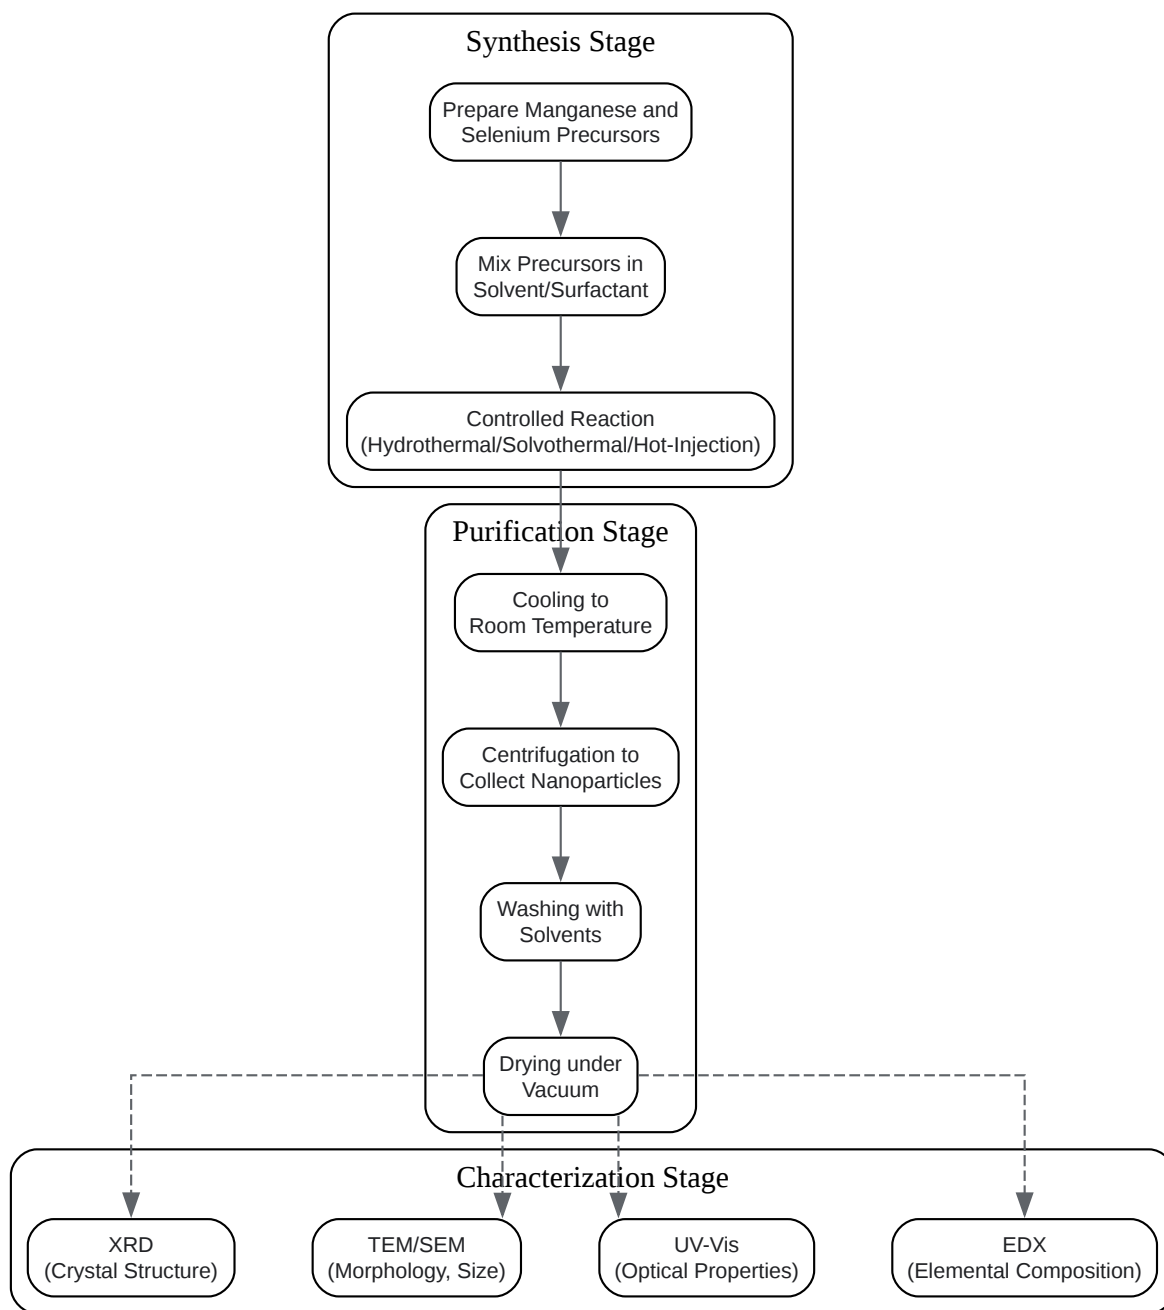 Synthesis Stage
Prepare Manganese and
Selenium Precursors
Mix Precursors in
Solvent/Surfactant
Controlled Reaction
(Hydrothermal/Solvothermal/Hot-Injection)
Purification Stage
Cooling to
Room Temperature
Centrifugation to
Collect Nanoparticles
Washing with
Solvents
Drying under
Vacuum
Characterization Stage
XRD
(Crystal Structure)
TEM/SEM
(Morphology, Size)
UV-Vis
(Optical Properties)
EDX
(Elemental Composition)